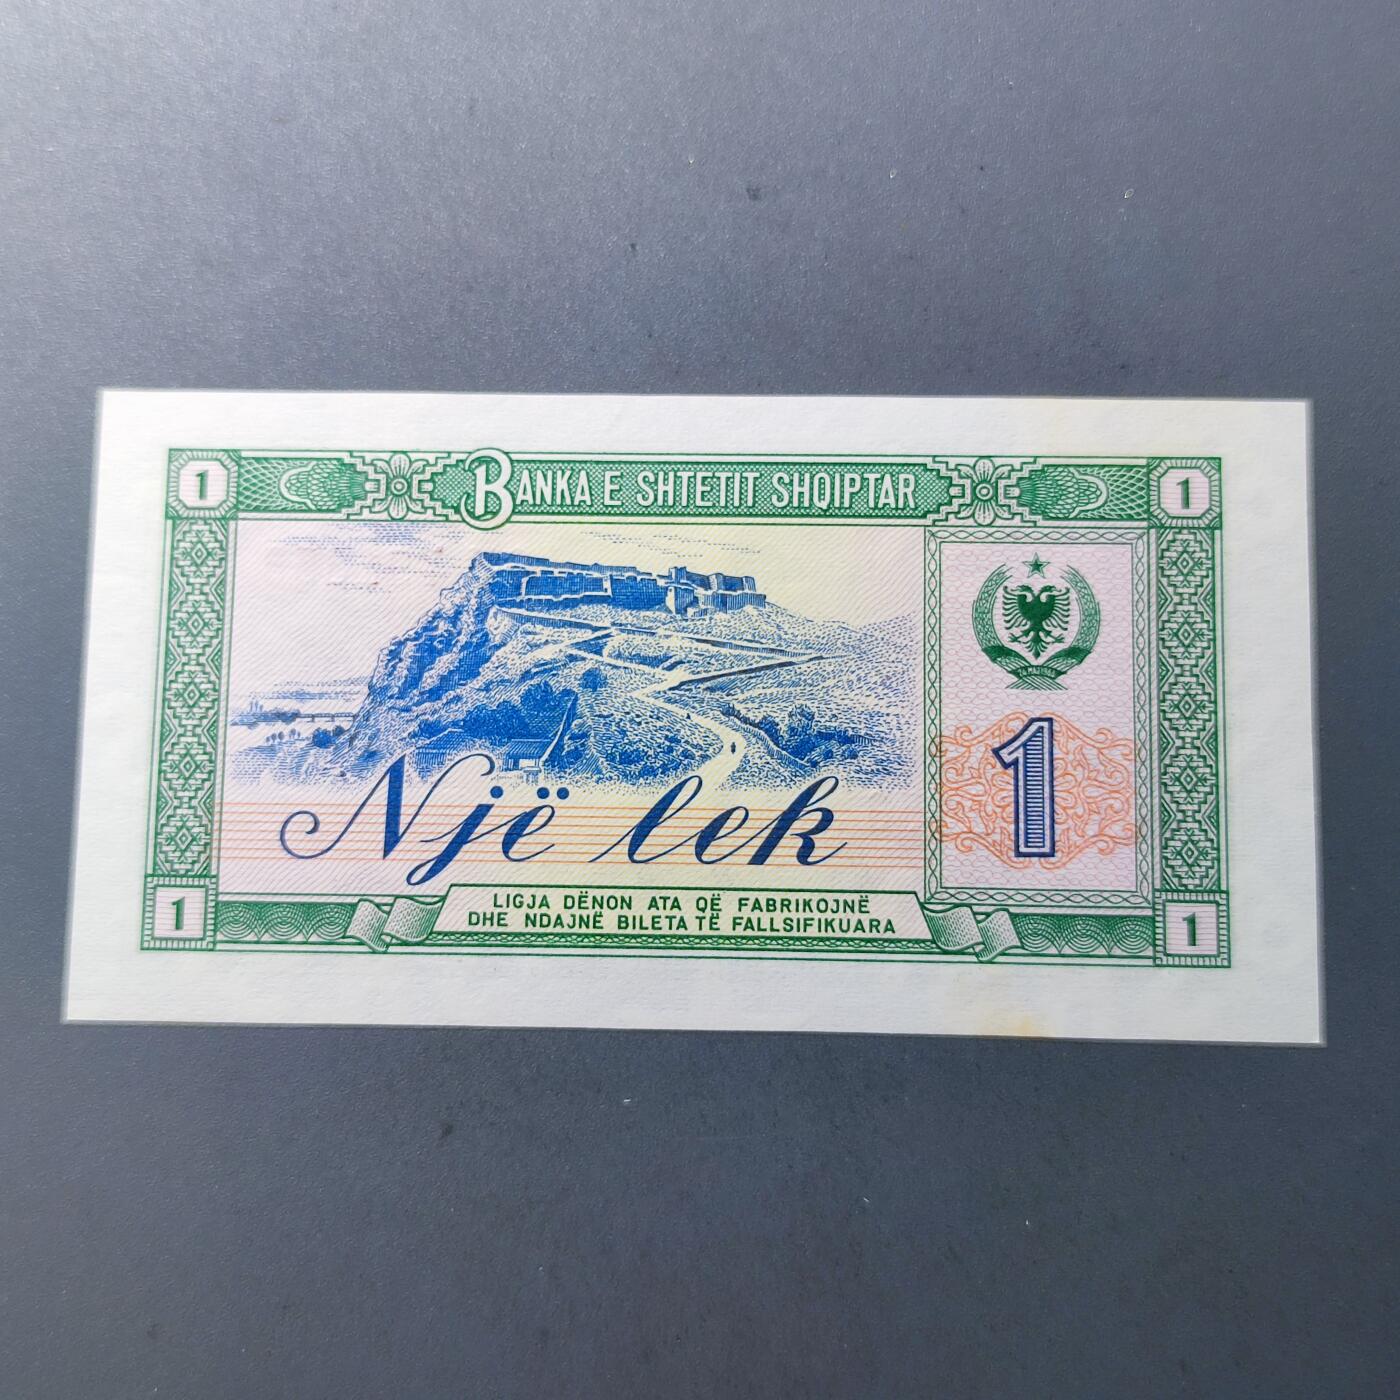 1 BANKA E SHTETIT SHQIPTAR 1
1
Një lek
1 LIGJA DËNON ATA QË FABRIKOJNË
DHE NDAJNË BILETA TË FALLSIFIKUARA 1